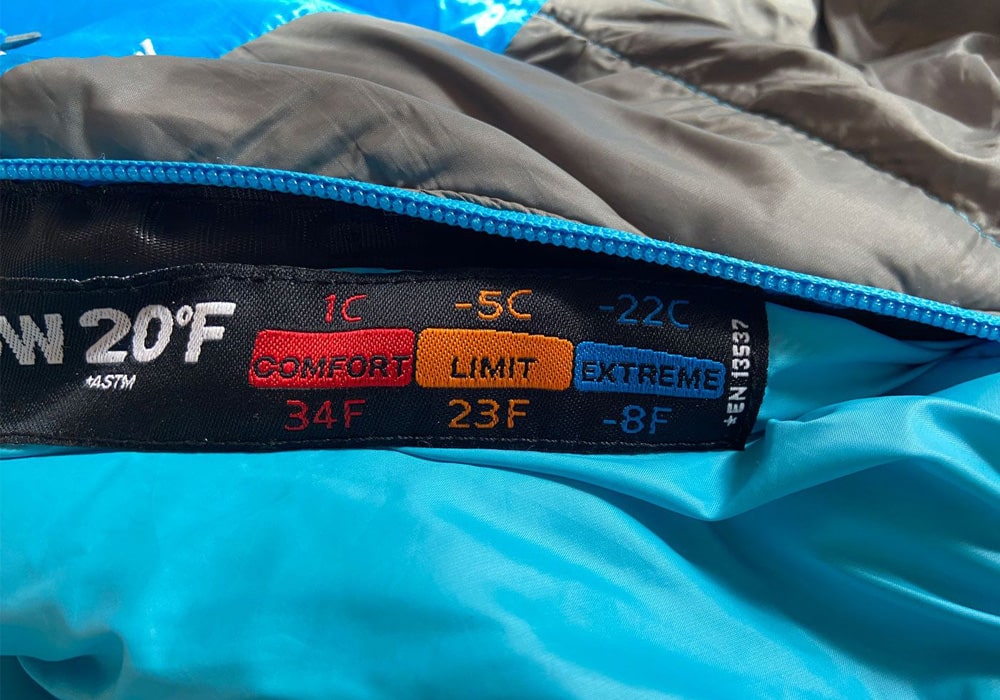 W 20°F
*ASTM
1C -5C -22C
COMFORT LIMIT EXTREME
34F 23F -8F
*EN 13537